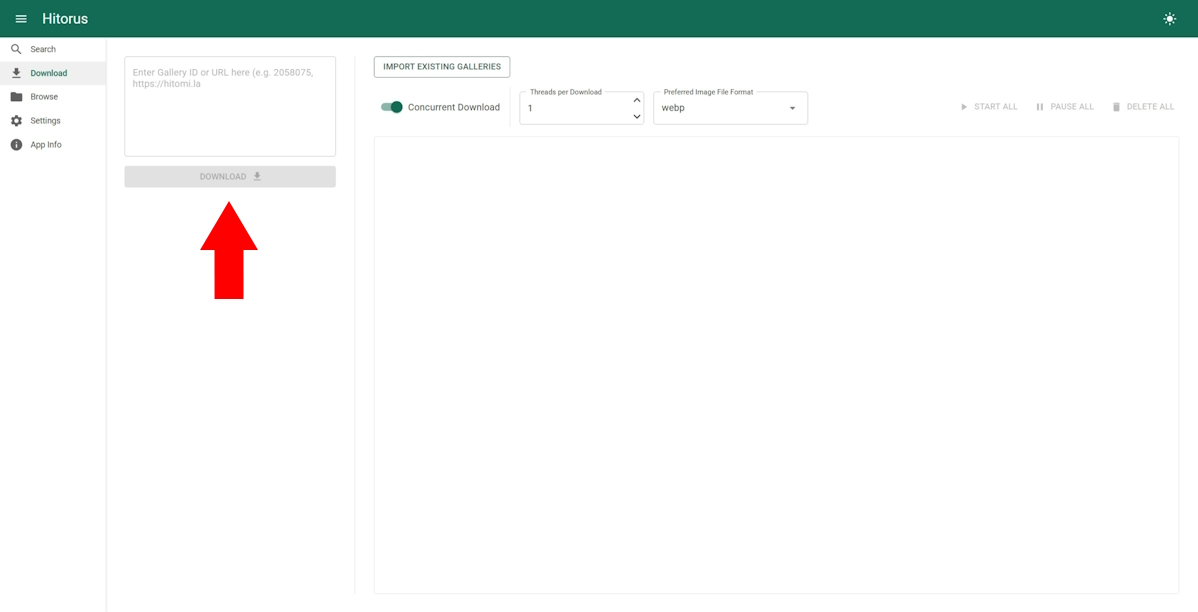 Hitorus
Search
Download
Browse
Settings
App Info
Enter Gallery ID or URL here (e.g. 2058075,
https://hitomi.la
DOWNLOAD
IMPORT EXISTING GALLERIES
Concurrent Download
Threads per Download
1
Preferred Image File Format
webp
START ALL
PAUSE ALL
DELETE ALL